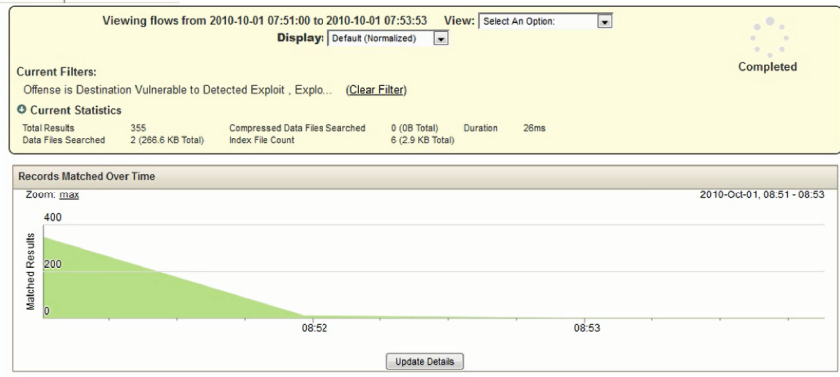 Viewing flows from 2010-10-01 07:51:00 to 2010-10-01 07:53:53 View: Select An Option:
Display: Default (Normalized)
Completed
Current Filters:
Offense is Destination Vulnerable to Detected Exploit , Explo... (Clear Filter)
Current Statistics
Total Results 355 Compressed Data Files Searched 0 (0B Total) Duration 26ms
Data Files Searched 2 (266.6 KB Total) Index File Count 6 (2.9 KB Total)
Records Matched Over Time
Zoom: max 2010-Oct-01, 08:51 - 08:53
400
Matched Results
200
0
08:52 08:53
Update Details